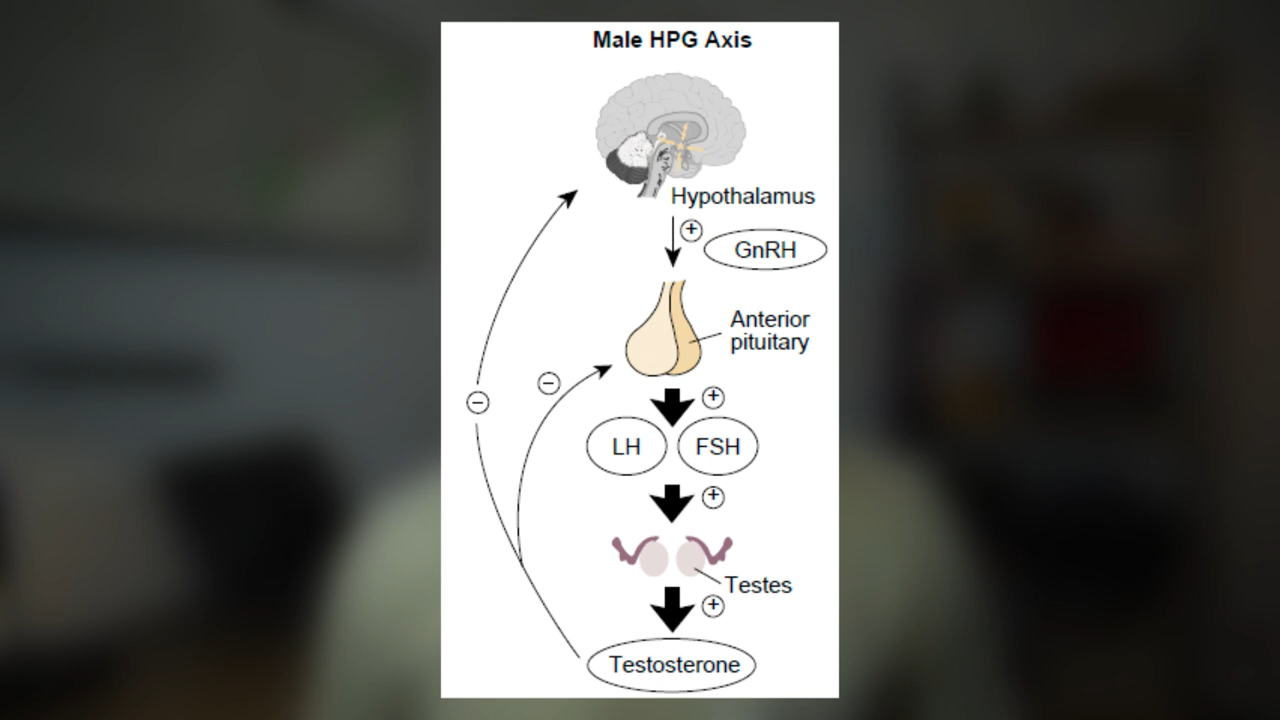 Male HPG Axis
Hypothalamus
+
GnRH
Anterior
pituitary
−
−
+
LH
FSH
+
Testes
+
Testosterone